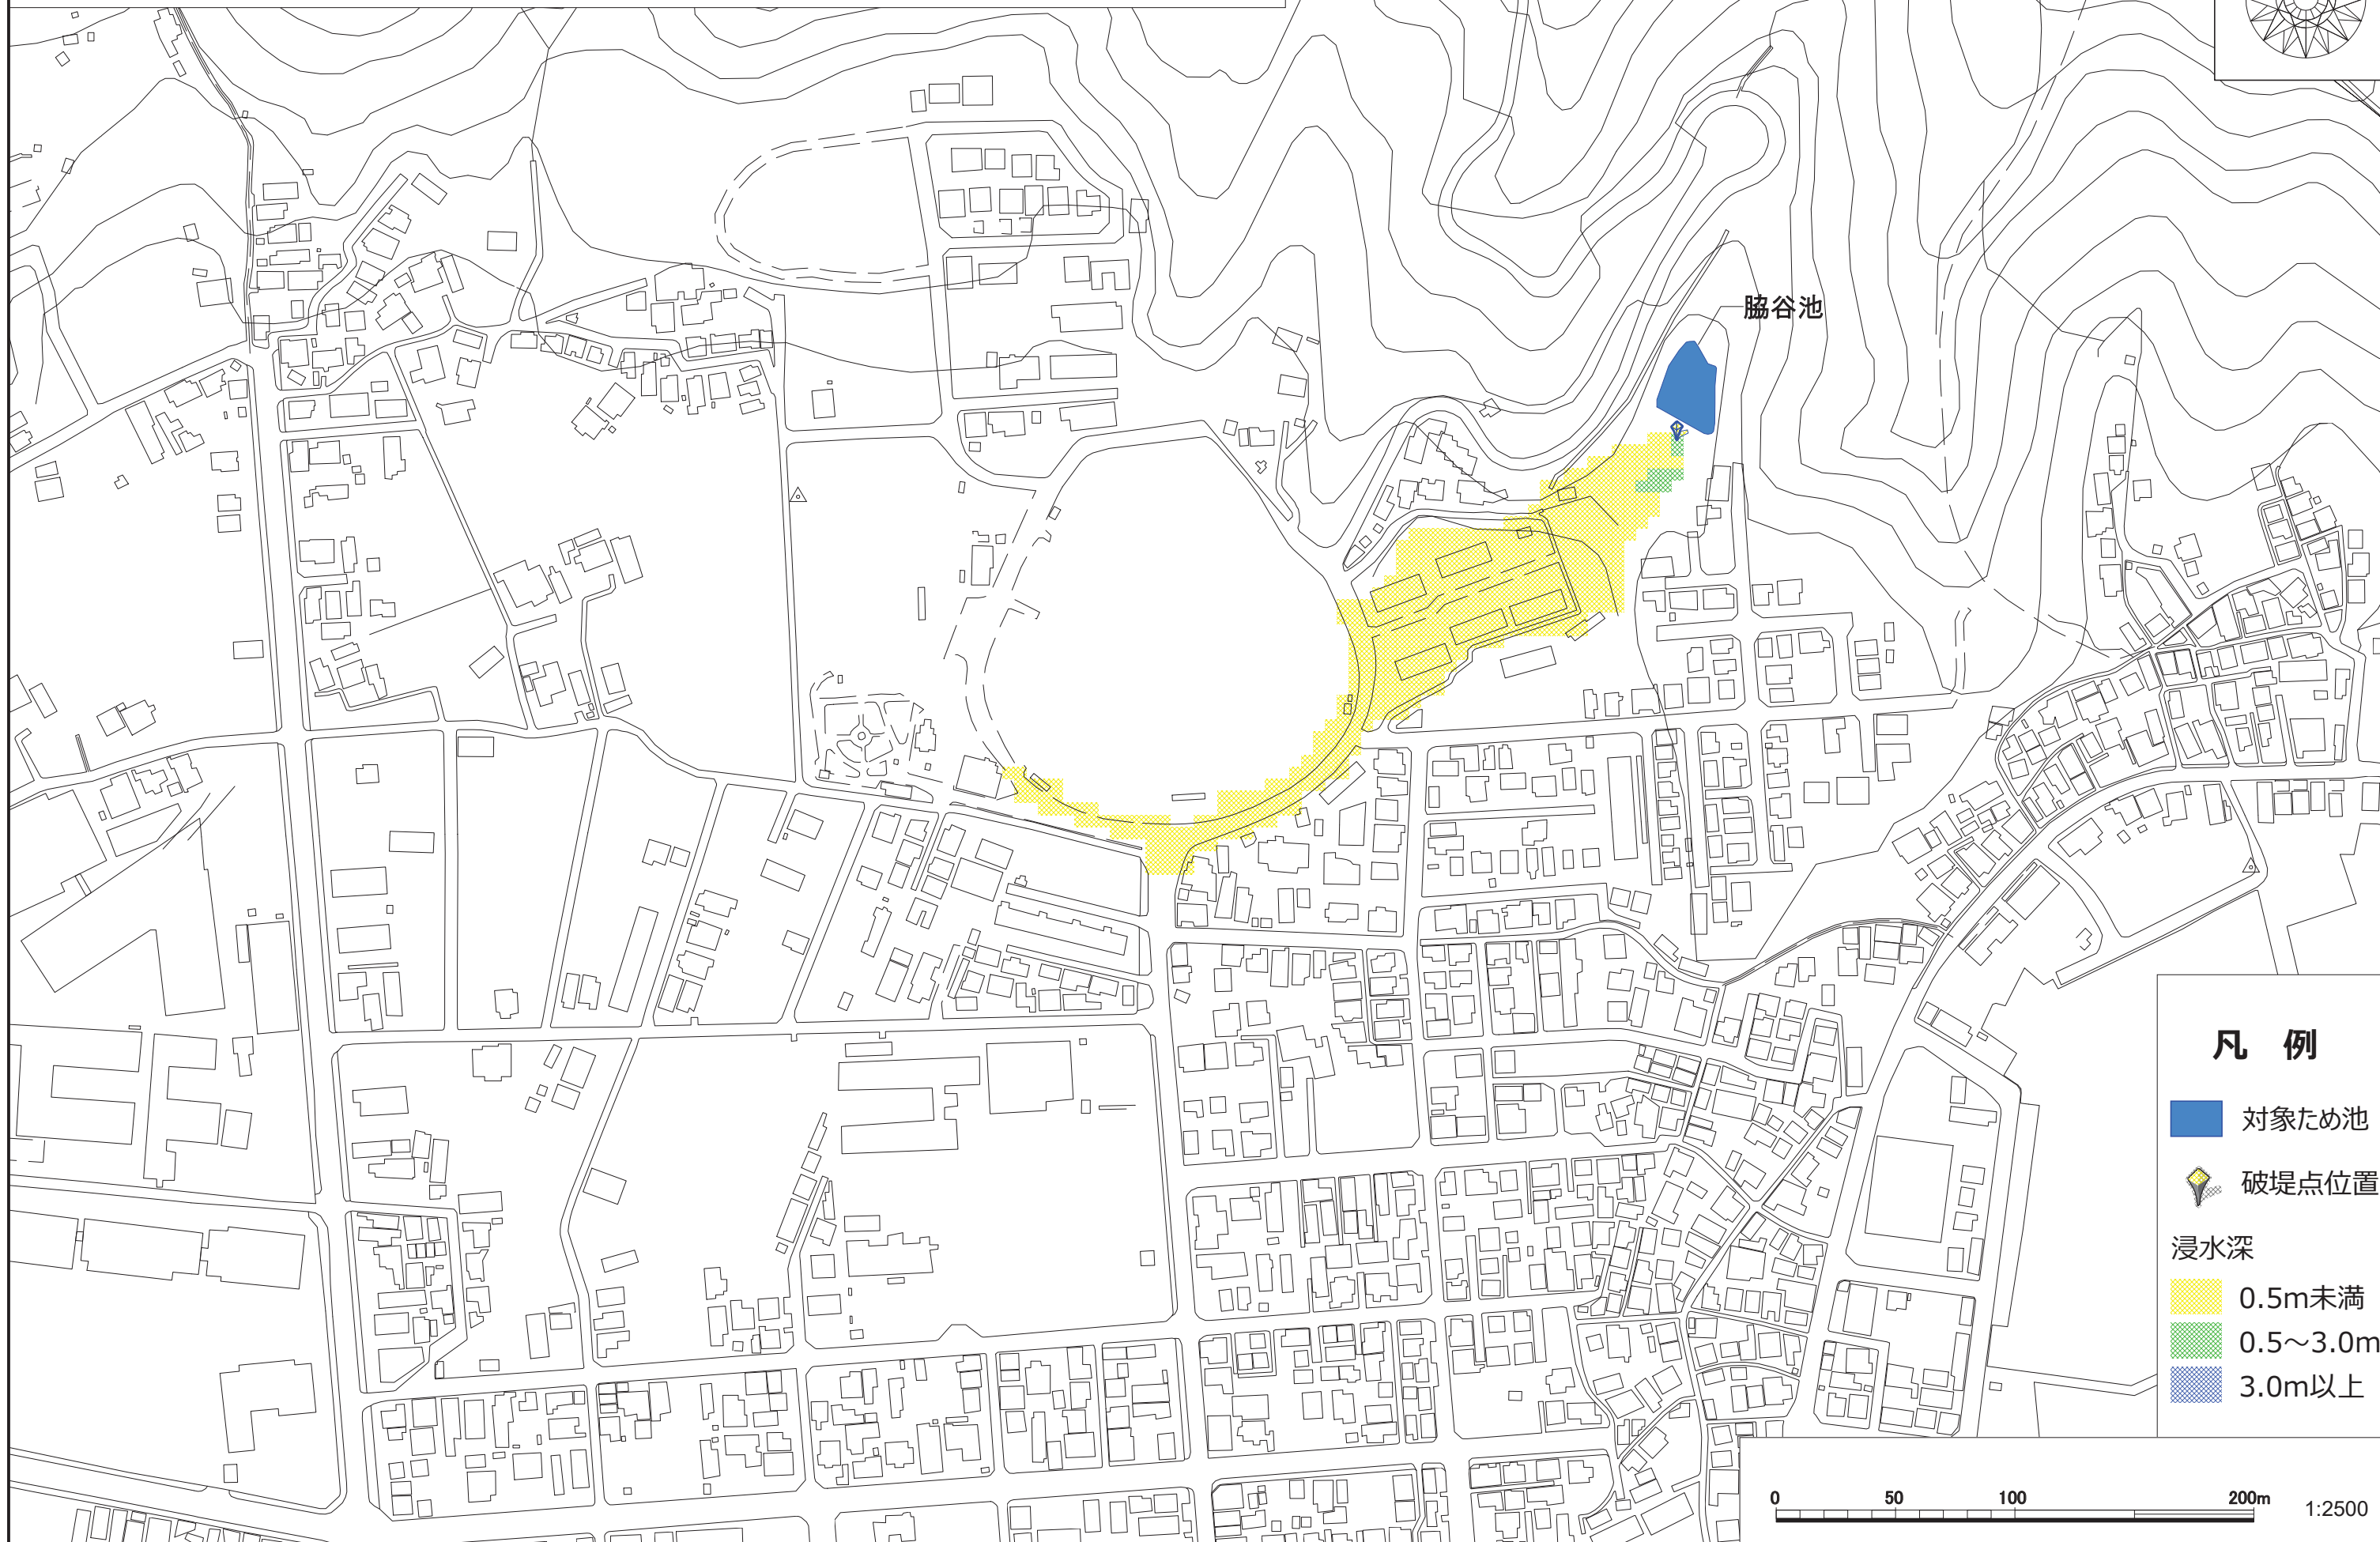 脇谷池
凡 例
対象ため池
破堤点位置
浸水深
0.5m未満
0.5～3.0m
3.0m以上
0 50 100 200m
1:2500